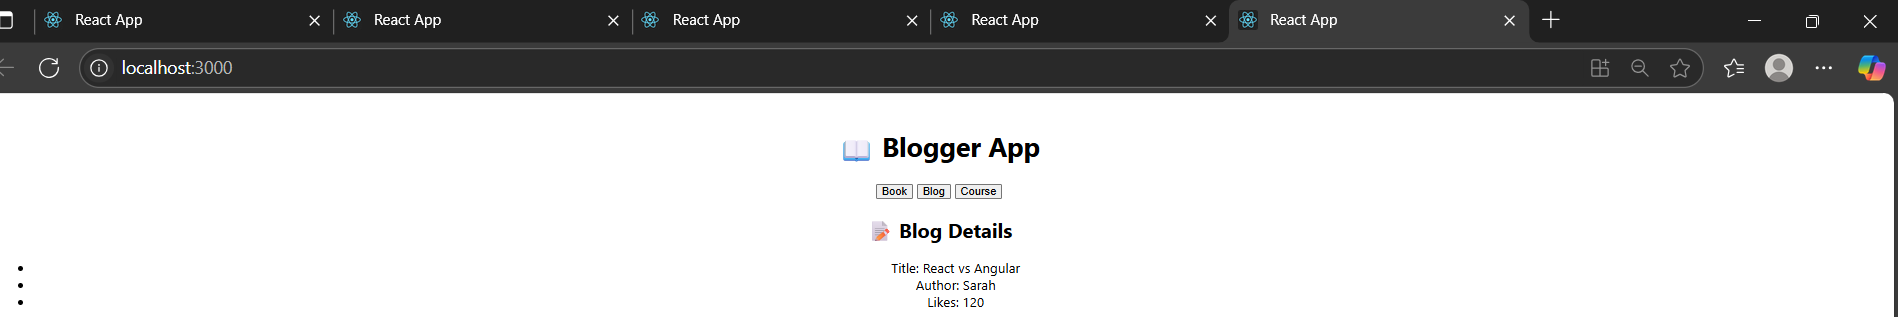 React App React App React App React App React App
localhost:3000
Blogger App
Book Blog Course
Blog Details
Title: React vs Angular
Author: Sarah
Likes: 120